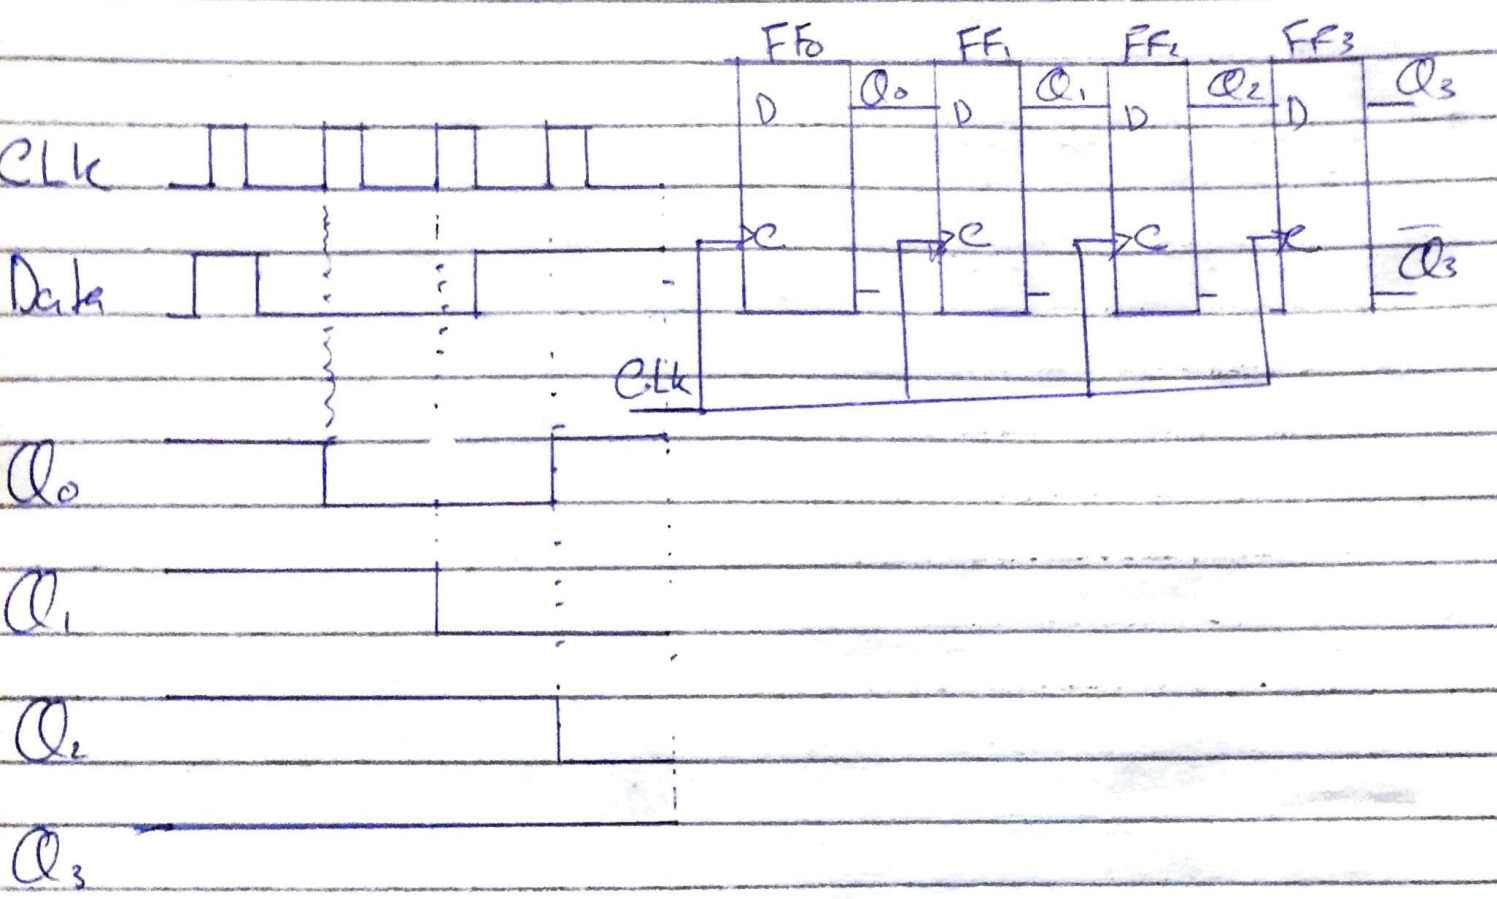 FF0 FF1 FF2 FF3
D Q0 D Q1 D Q2 D Q3
CLK
C C C C Q̅3
Data
CLK
Q0
Q1
Q2
Q3